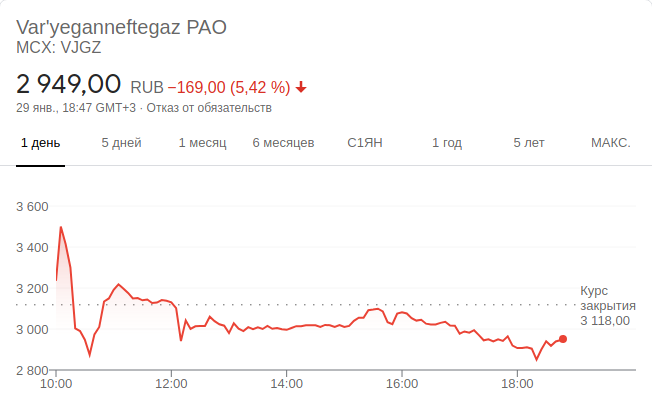 Var'yeganneftegaz PAO
MCX: VJGZ
2 949,00 RUB −169,00 (5,42 %)
29 янв., 18:47 GMT+3 · Отказ от обязательств
1 день 5 дней 1 месяц 6 месяцев С1ЯН 1 год 5 лет МАКС.
3 600
3 400
3 200
3 000
2 800
Курс
закрытия
3 118,00
10:00 12:00 14:00 16:00 18:00